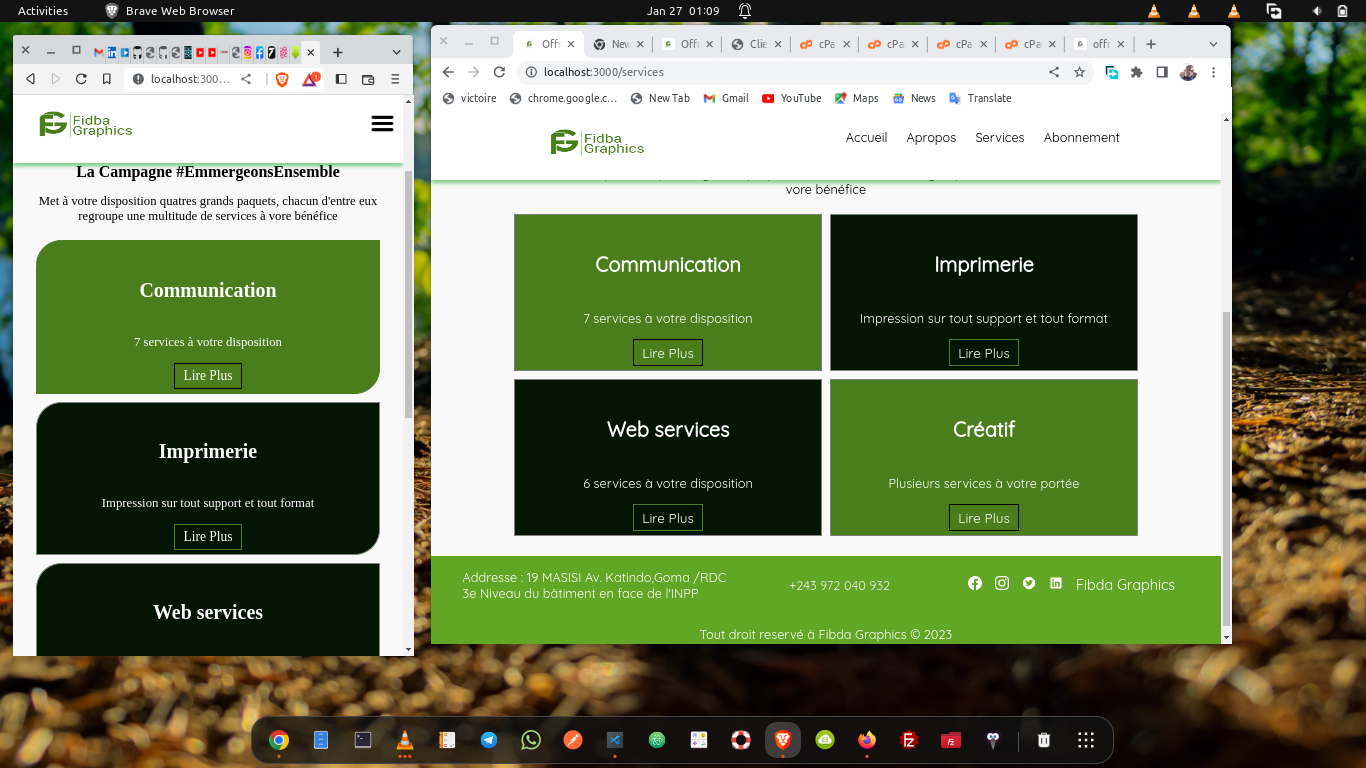 Activities
Brave Web Browser
Jan 27 01:09
localhost:300...
Fidba
Graphics
La Campagne #EmmergeonsEnsemble
Met à votre disposition quatres grands paquets, chacun d'entre eux
regroupe une multitude de services à vore bénéfice
Communication
7 services à votre disposition
Lire Plus
Imprimerie
Impression sur tout support et tout format
Lire Plus
Web services
Offr
New
Offr
Clie
cPa
cPa
cPa
cPa
offr
localhost:3000/services
victoire
chrome.google.c...
New Tab
Gmail
YouTube
Maps
News
Translate
Fidba
Graphics
Accueil
Apropos
Services
Abonnement
vore bénéfice
Communication
7 services à votre disposition
Lire Plus
Imprimerie
Impression sur tout support et tout format
Lire Plus
Web services
6 services à votre disposition
Lire Plus
Créatif
Plusieurs services à votre portée
Lire Plus
Addresse : 19 MASISI Av. Katindo,Goma /RDC
3e Niveau du bâtiment en face de l'INPP
+243 972 040 932
Fibda Graphics
Tout droit reservé à Fibda Graphics © 2023